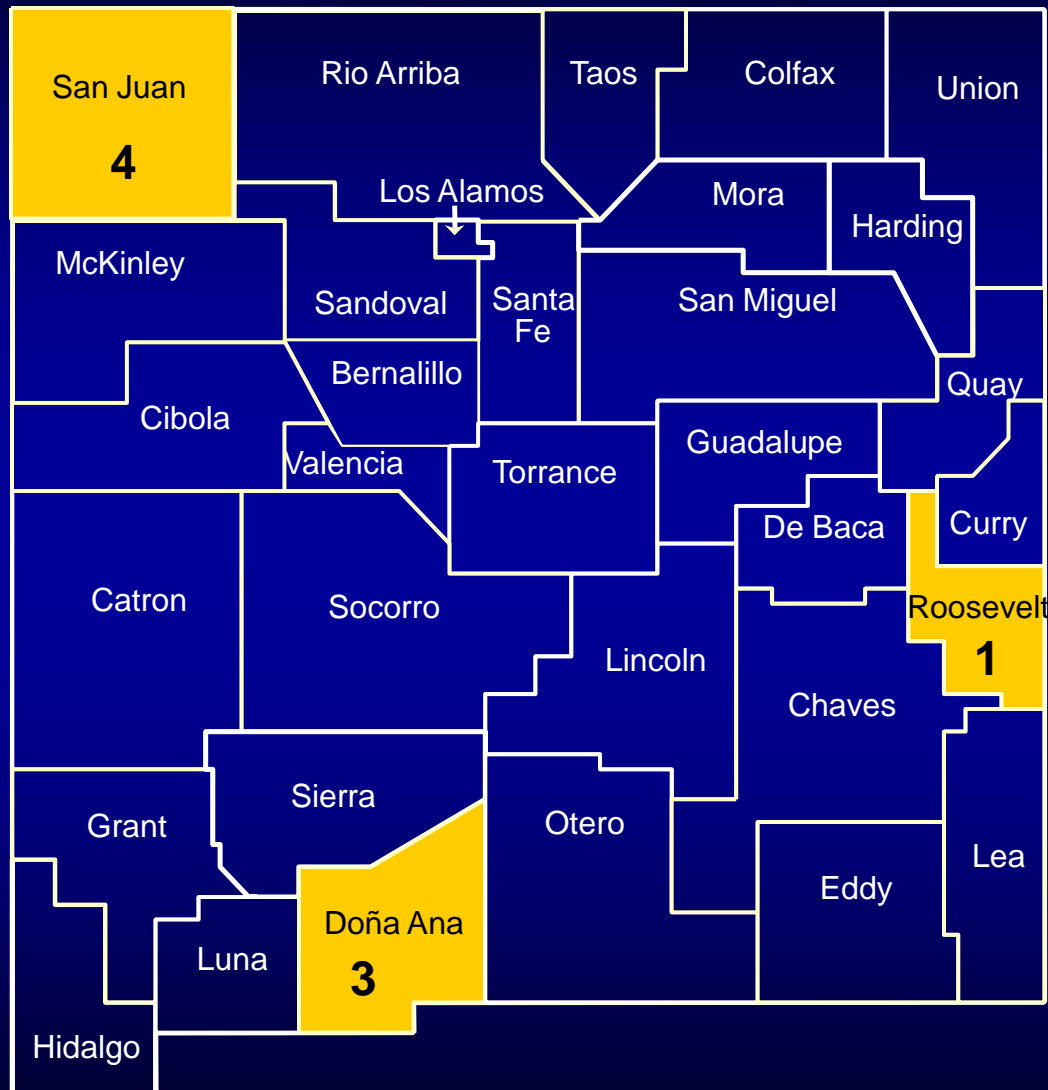 San Juan
4
Rio Arriba
Taos
Colfax
Union
Los Alamos
Mora
Harding
McKinley
Sandoval
Santa
Fe
San Miguel
Bernalillo
Quay
Cibola
Valencia
Torrance
Guadalupe
De Baca
Curry
Catron
Socorro
Roosevelt
1
Lincoln
Chaves
Sierra
Grant
Otero
Lea
Eddy
Doña Ana
3
Luna
Hidalgo